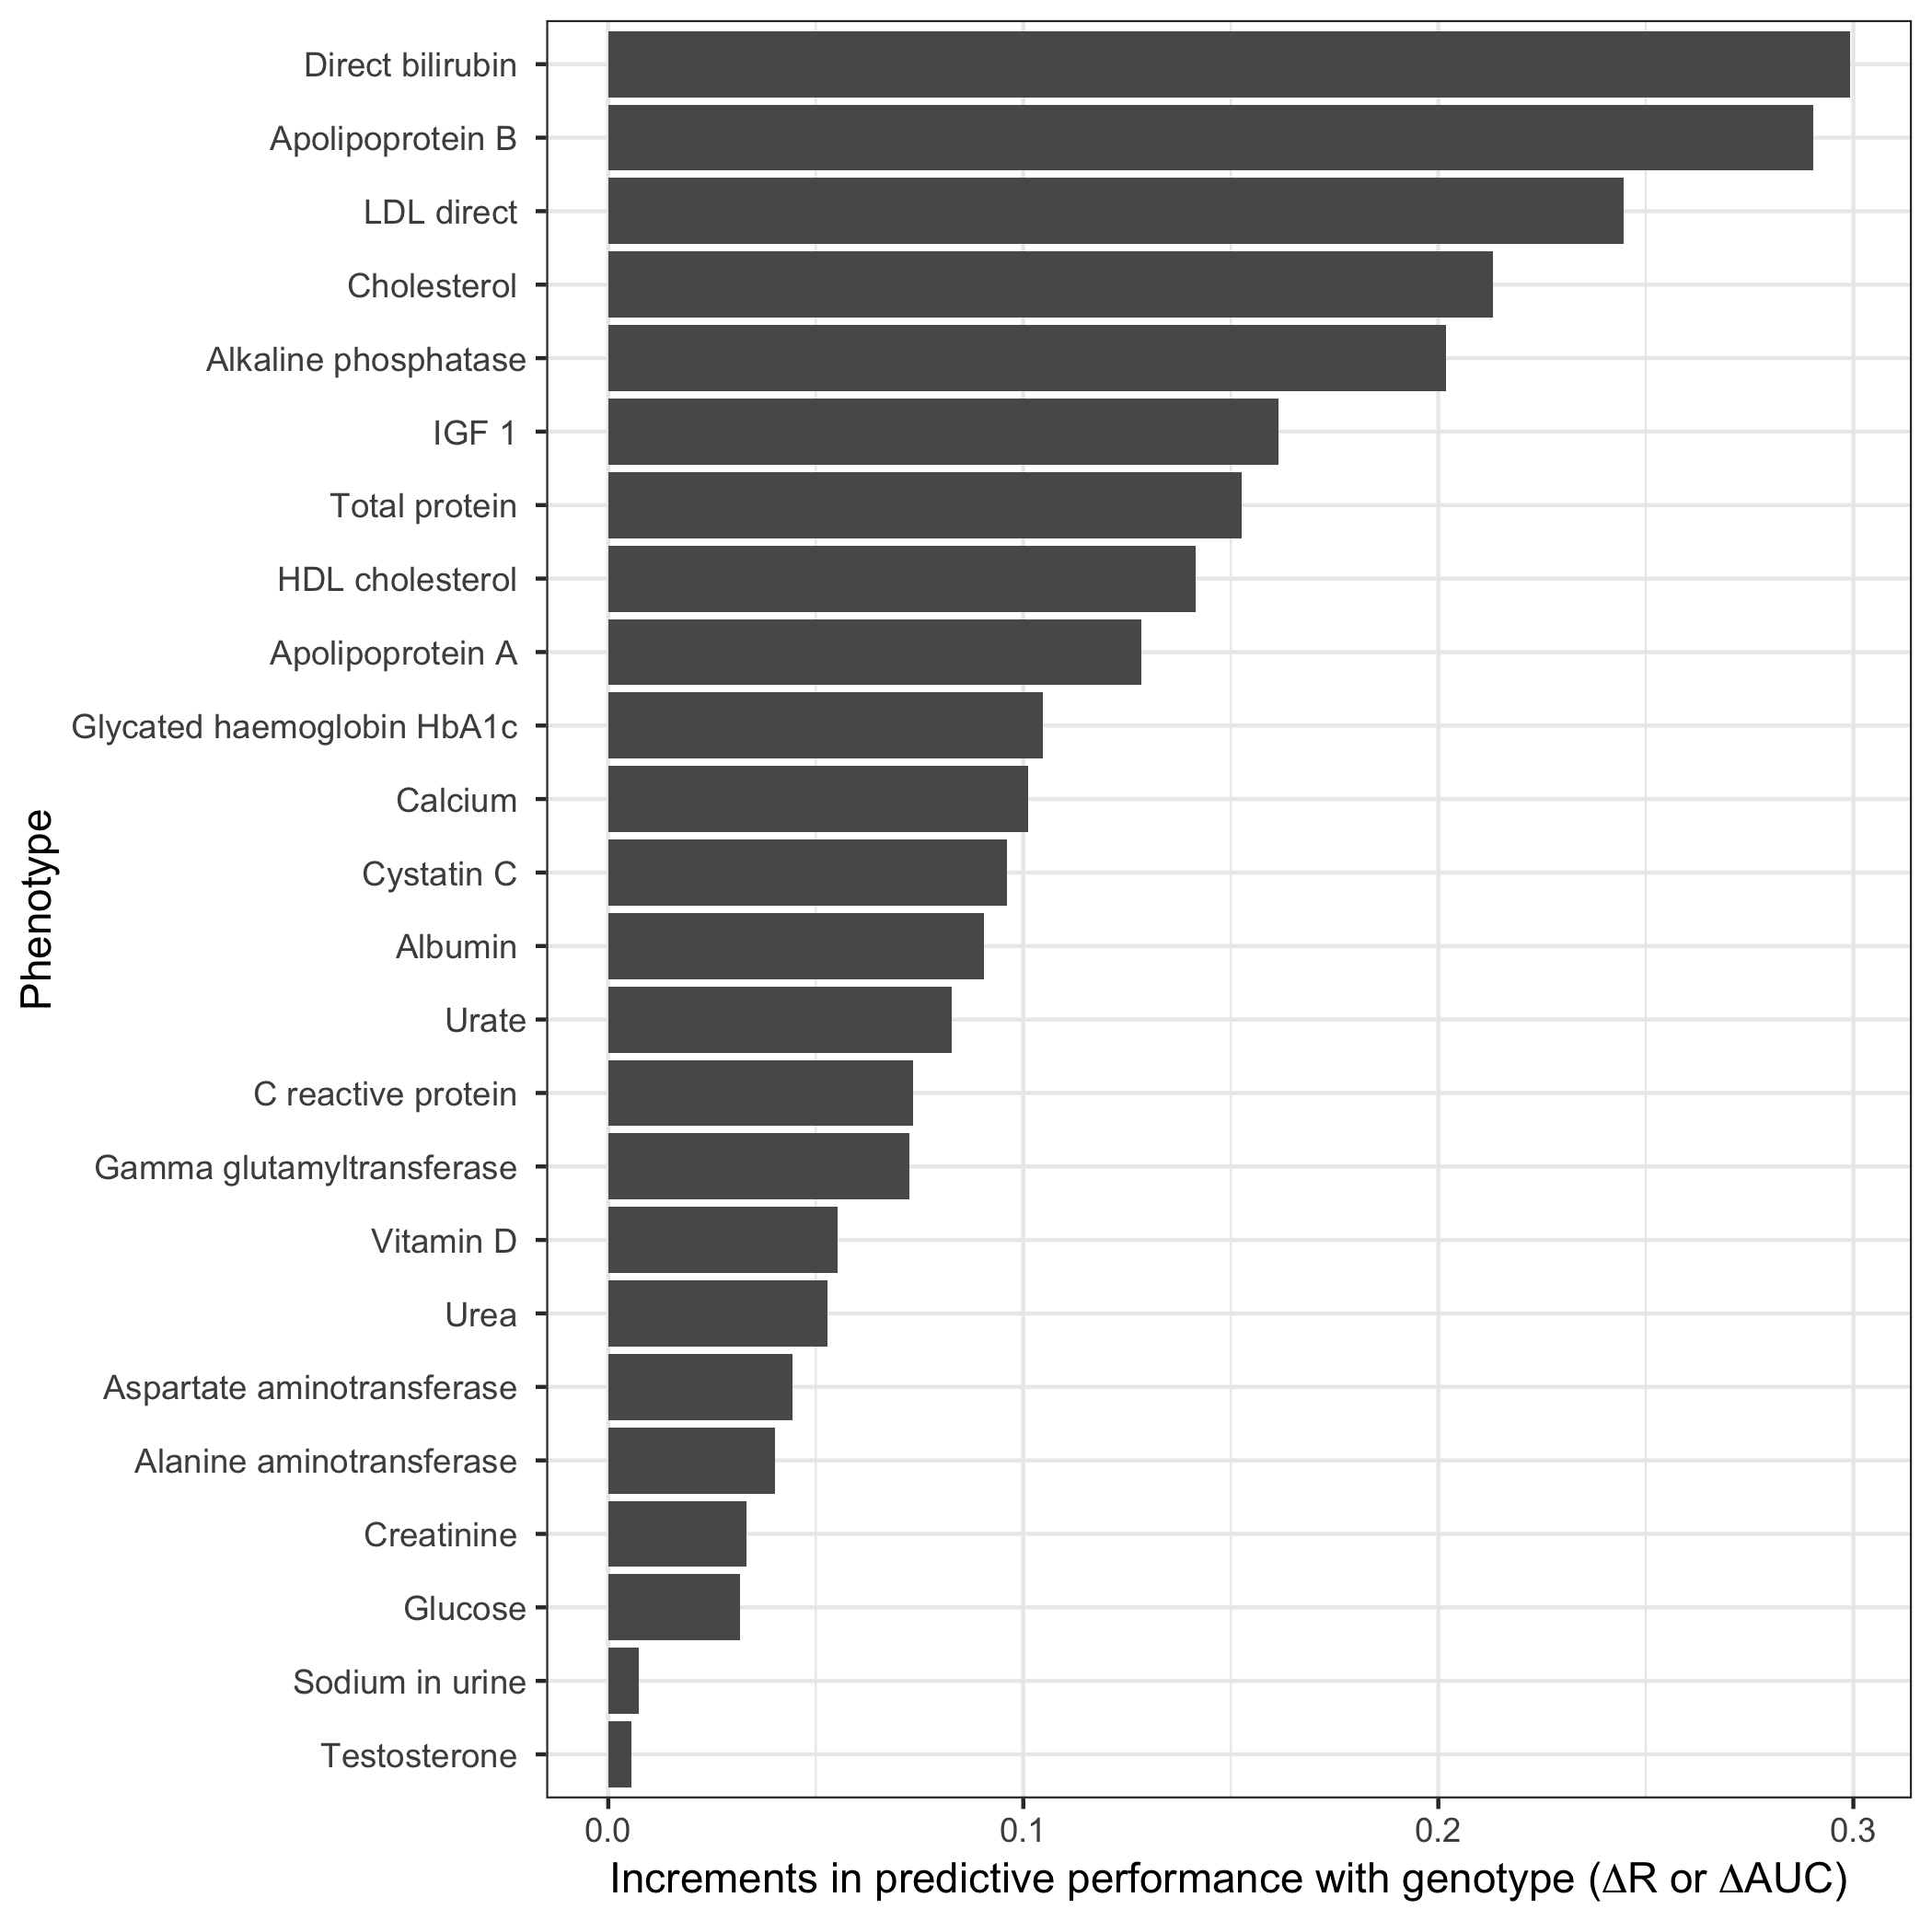 Direct bilirubin
Apolipoprotein B
LDL direct
Cholesterol
Alkaline phosphatase
IGF 1
Total protein
HDL cholesterol
Apolipoprotein A
Glycated haemoglobin HbA1c
Calcium
Cystatin C
Albumin
Urate
C reactive protein
Gamma glutamyltransferase
Vitamin D
Urea
Aspartate aminotransferase
Alanine aminotransferase
Creatinine
Glucose
Sodium in urine
Testosterone
Phenotype
0.0 0.1 0.2 0.3
Increments in predictive performance with genotype (ΔR or ΔAUC)